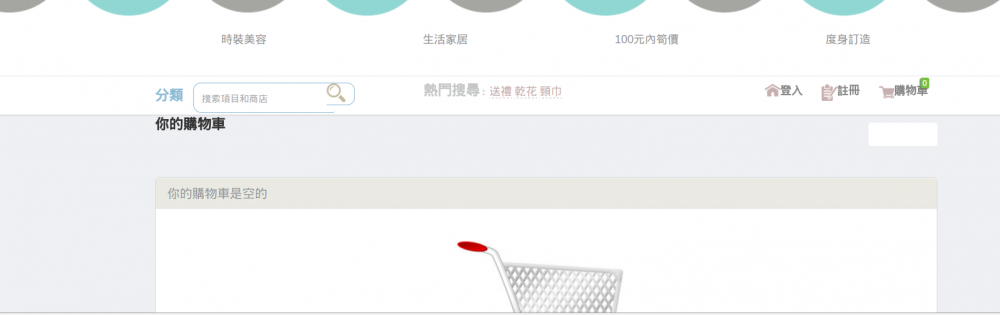 時裝美容 生活家居 100元內筍價 度身訂造
分類 搜索項目和商店 熱門搜尋: 送禮 乾花 頸巾 登入 註冊 購物車 0
你的購物車
你的購物車是空的